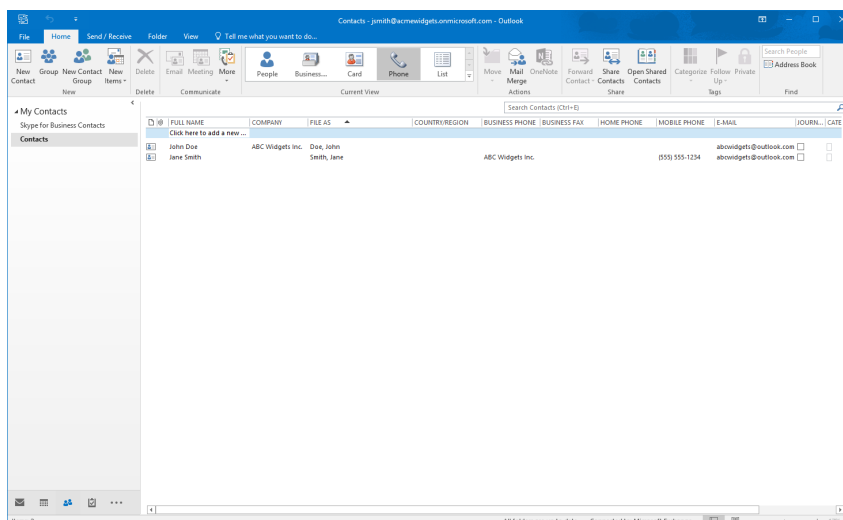 Contacts - jsmith@acmewidgets.onmicrosoft.com - Outlook
File Home Send / Receive Folder View Tell me what you want to do...
New Contact
Group
New Contact Group
New Items
New
Delete
Delete
Email
Meeting
More
Communicate
People
Business...
Card
Phone
List
Current View
Move
Mail Merge
OneNote
Actions
Forward Contact
Share Contacts
Open Shared Contacts
Share
Categorize
Follow Up
Private
Tags
Search People
Address Book
Find
My Contacts
Skype for Business Contacts
Contacts
Search Contacts (Ctrl+E)
FULL NAME COMPANY FILE AS COUNTRY/REGION BUSINESS PHONE BUSINESS FAX HOME PHONE MOBILE PHONE E-MAIL JOURN... CATE
Click here to add a new ...
John Doe ABC Widgets Inc. Doe, John abcwidgets@outlook.com
Jane Smith Smith, Jane ABC Widgets Inc. (555) 555-1234 abcwidgets@outlook.com